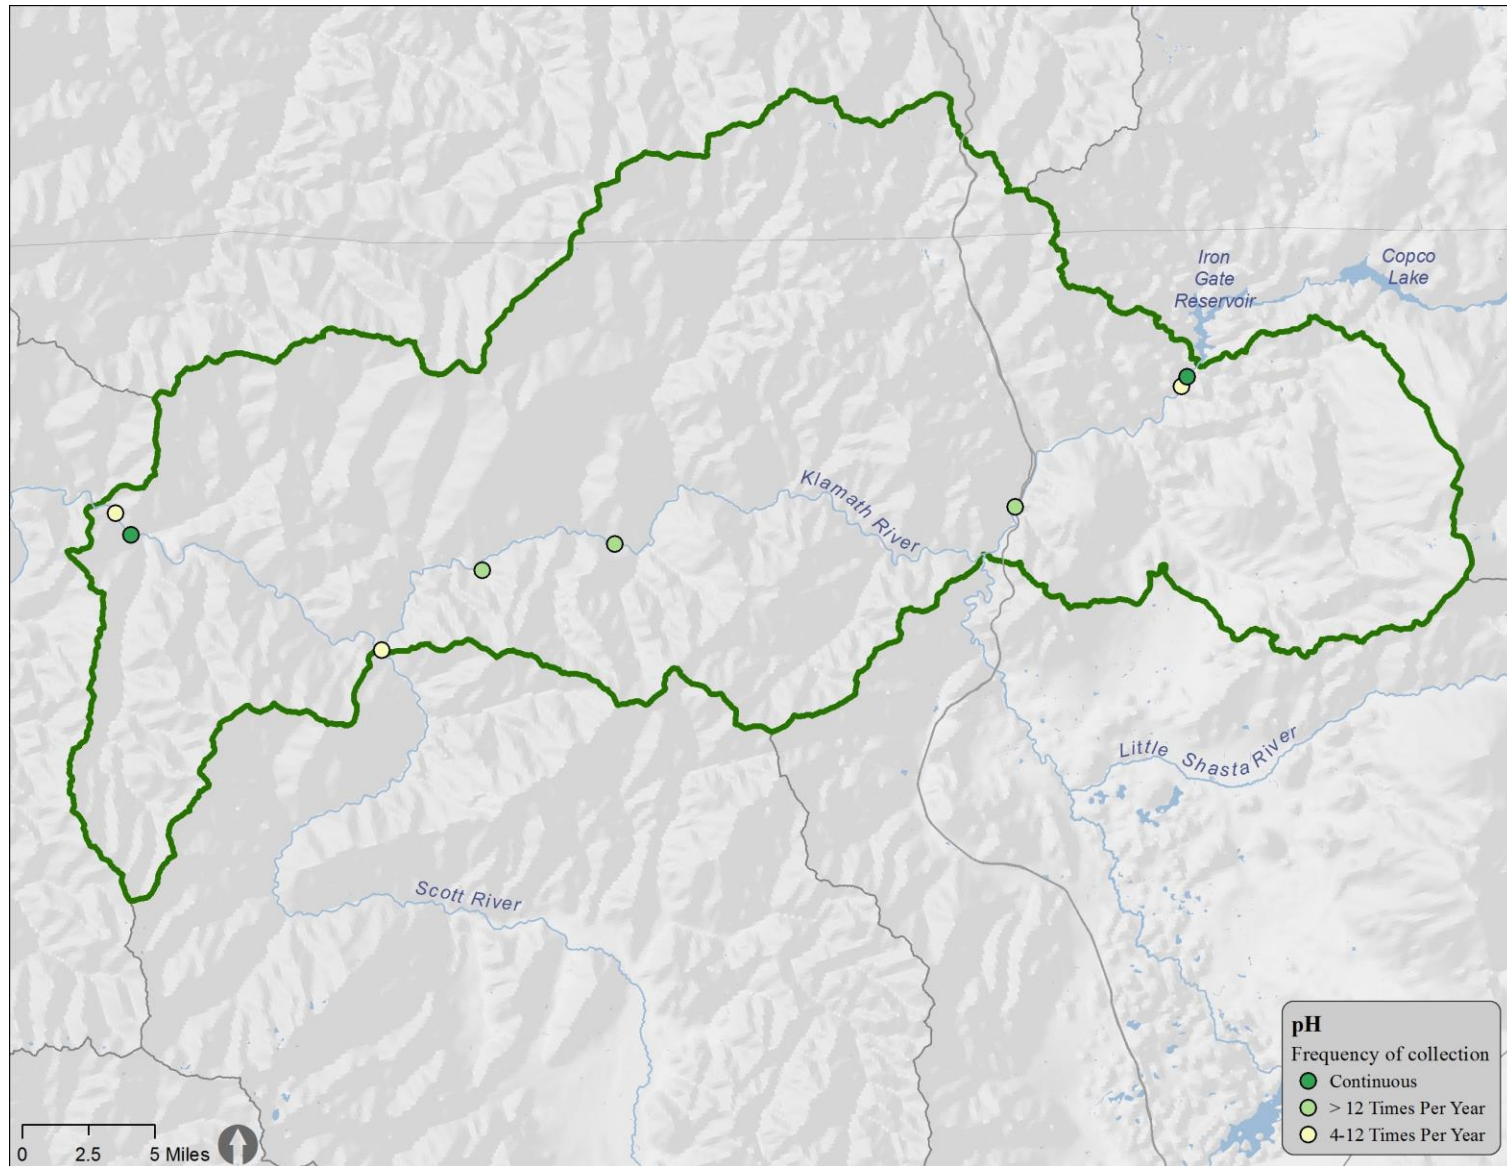 Iron
Gate
Reservoir
Copco
Lake
Klamath River
Little Shasta River
Scott River
pH
Frequency of collection
Continuous
> 12 Times Per Year
4-12 Times Per Year
0 2.5 5 Miles